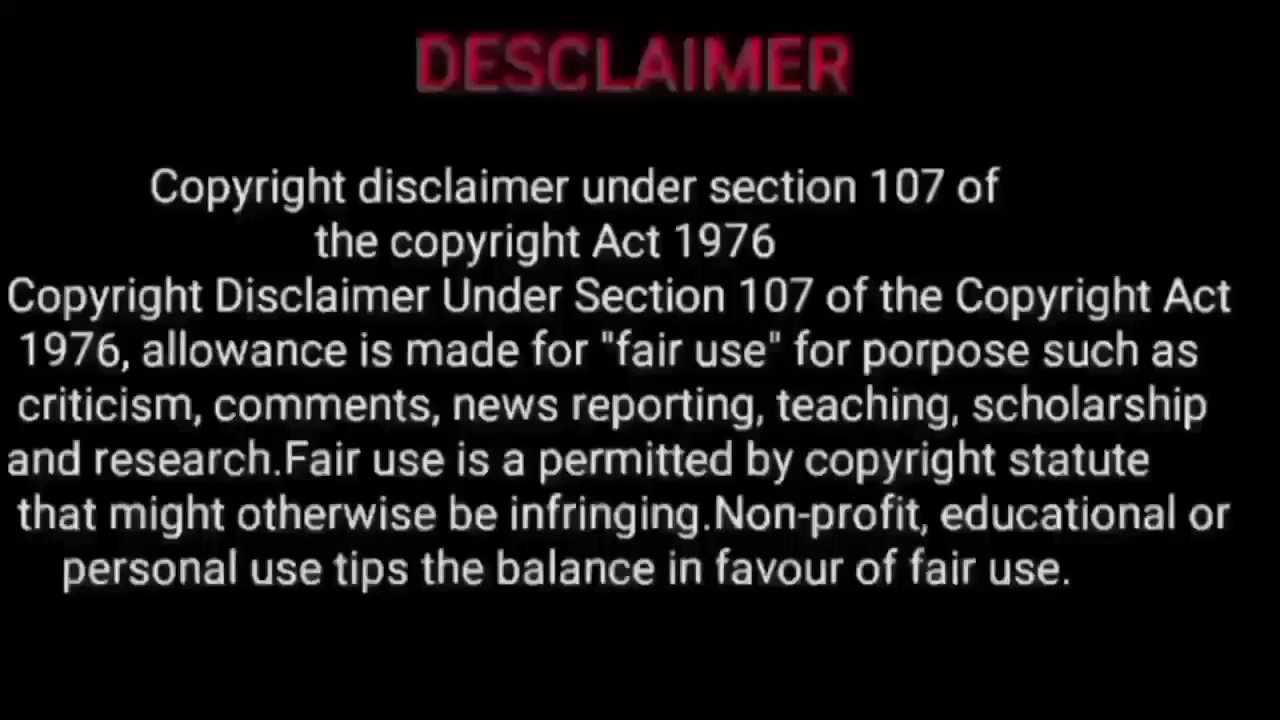 DESCLAIMER
Copyright disclaimer under section 107 of
the copyright Act 1976
Copyright Disclaimer Under Section 107 of the Copyright Act
1976, allowance is made for "fair use" for porpose such as
criticism, comments, news reporting, teaching, scholarship
and research.Fair use is a permitted by copyright statute
that might otherwise be infringing.Non-profit, educational or
personal use tips the balance in favour of fair use.